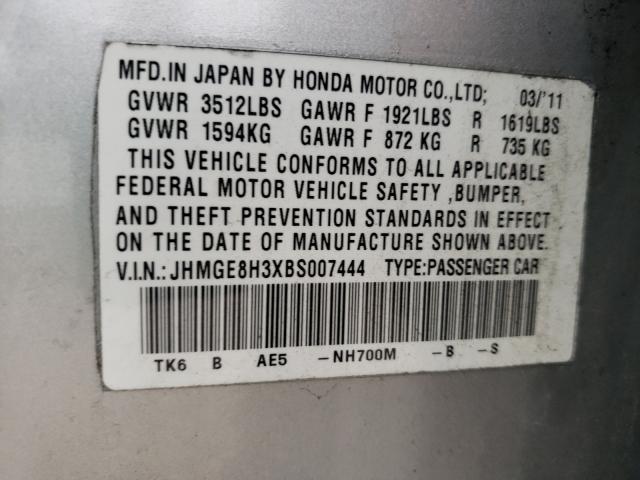 MFD.IN JAPAN BY HONDA MOTOR CO.,LTD; 03/'11
GVWR 3512LBS GAWR F 1921LBS R 1619LBS
GVWR 1594KG GAWR F 872 KG R 735 KG
THIS VEHICLE CONFORMS TO ALL APPLICABLE
FEDERAL MOTOR VEHICLE SAFETY ,BUMPER,
AND THEFT PREVENTION STANDARDS IN EFFECT
ON THE DATE OF MANUFACTURE SHOWN ABOVE.
V.I.N.: JHMGE8H3XBS007444 TYPE:PASSENGER CAR
TK6 B AE5 -NH700M -B -S